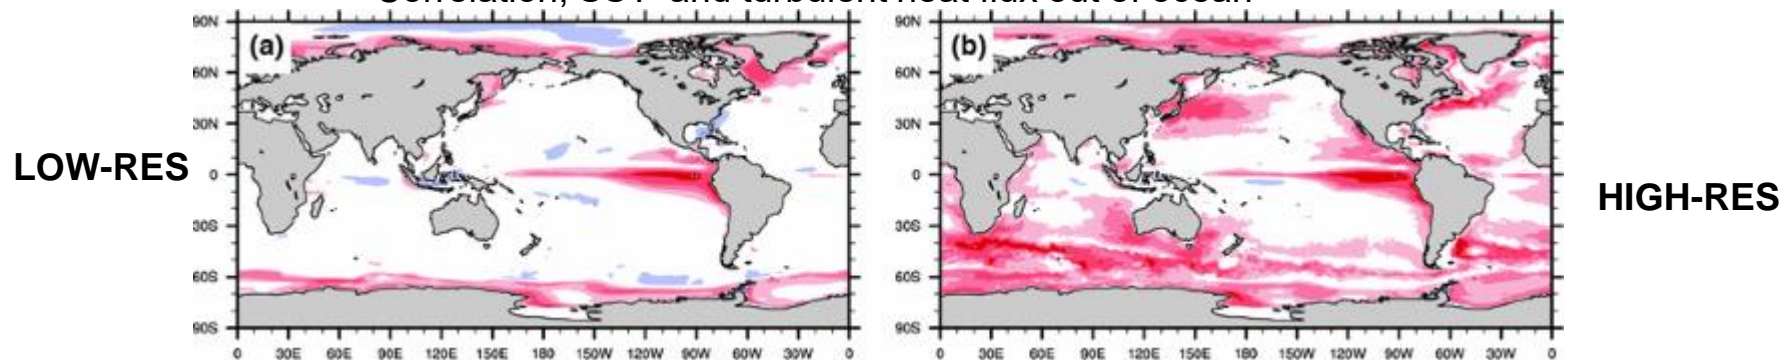 Correlation, SST and turbulent heat flux out of ocean
LOW-RES
(a)
90N
60N
30N
0
30S
60S
90S
0 30E 60E 90E 120E 150E 180 150W 120W 90W 60W 30W 0
(b)
90N
60N
30N
0
30S
60S
90S
0 30E 60E 90E 120E 150E 180 150W 120W 90W 60W 30W 0
HIGH-RES